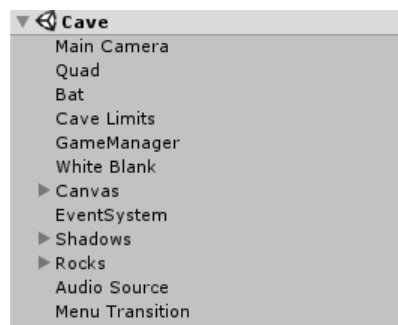 Cave
Main Camera
Quad
Bat
Cave Limits
GameManager
White Blank
Canvas
EventSystem
Shadows
Rocks
Audio Source
Menu Transition